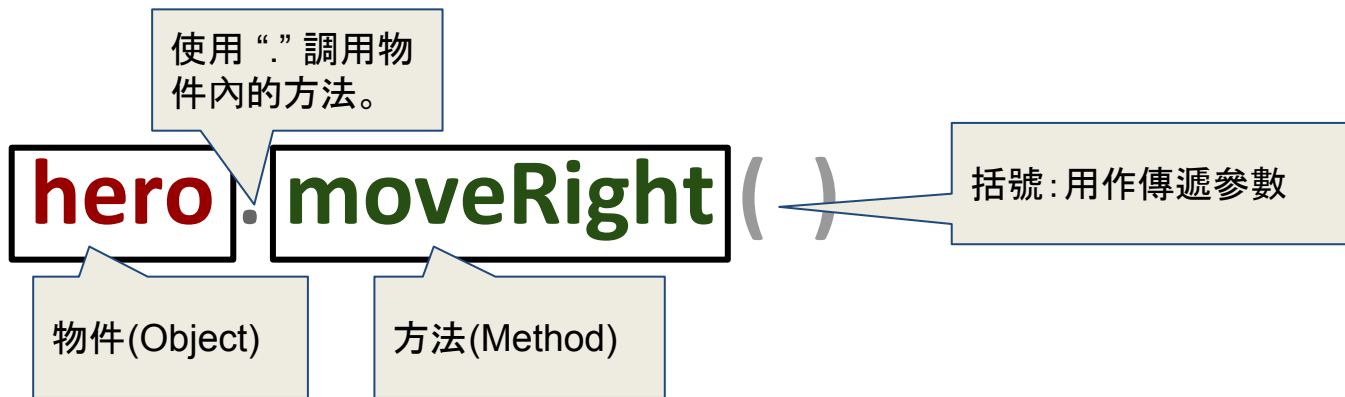 使用 “.” 調用物
件內的方法。
hero . moveRight ( )
括號：用作傳遞參數
物件(Object)
方法(Method)